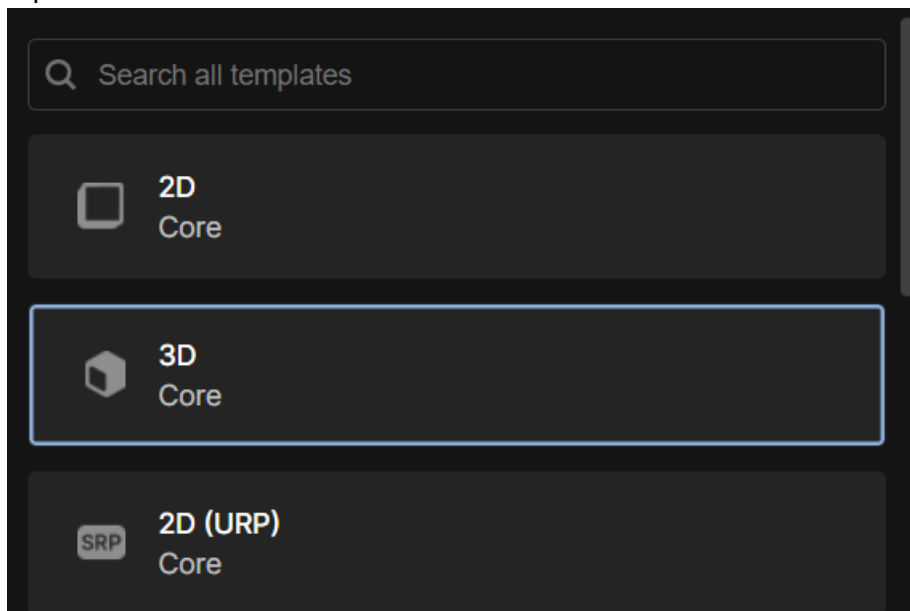 Search all templates
2D
Core
3D
Core
SRP
2D (URP)
Core